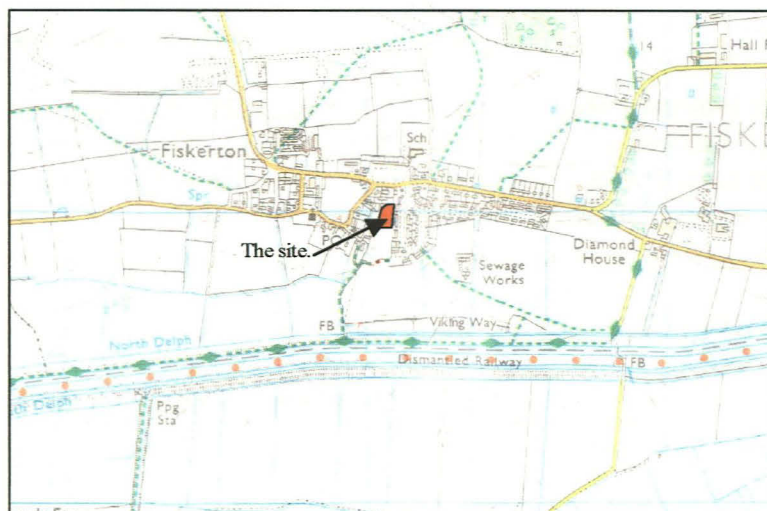 14
Hall
FISKE
Sch
Fiskerton
Spr
The site.
Diamond
House
Sewage
Works
FB
Viking Way
North Delph
Dismantled Railway
FB
Delph
Ppg
Sta